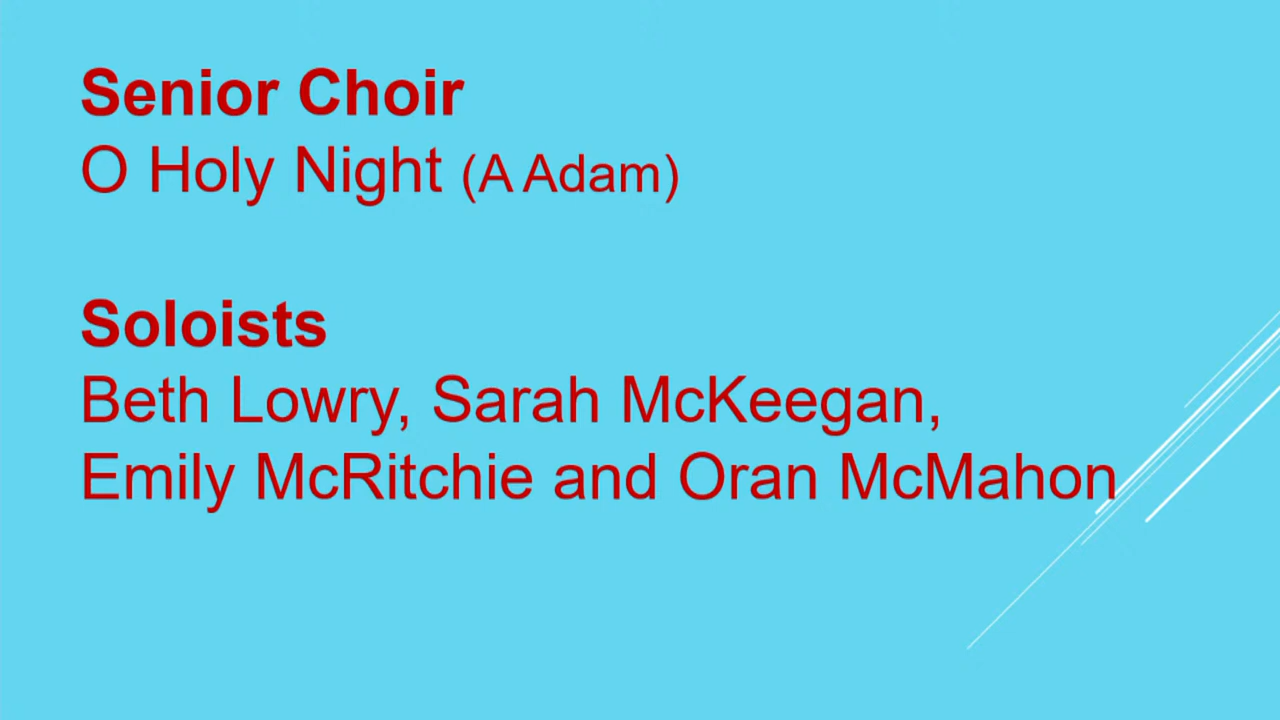 Senior Choir
O Holy Night (A Adam)
Soloists
Beth Lowry, Sarah McKeegan,
Emily McRitchie and Oran McMahon